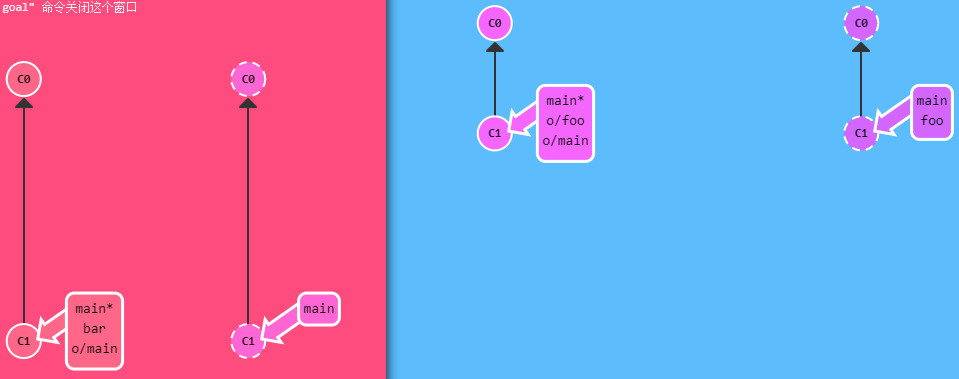 goal" 命令关闭这个窗口
C0
C0
C1
main*
bar
o/main
C1
main
C0
C0
C1
main*
o/foo
o/main
C1
main
foo